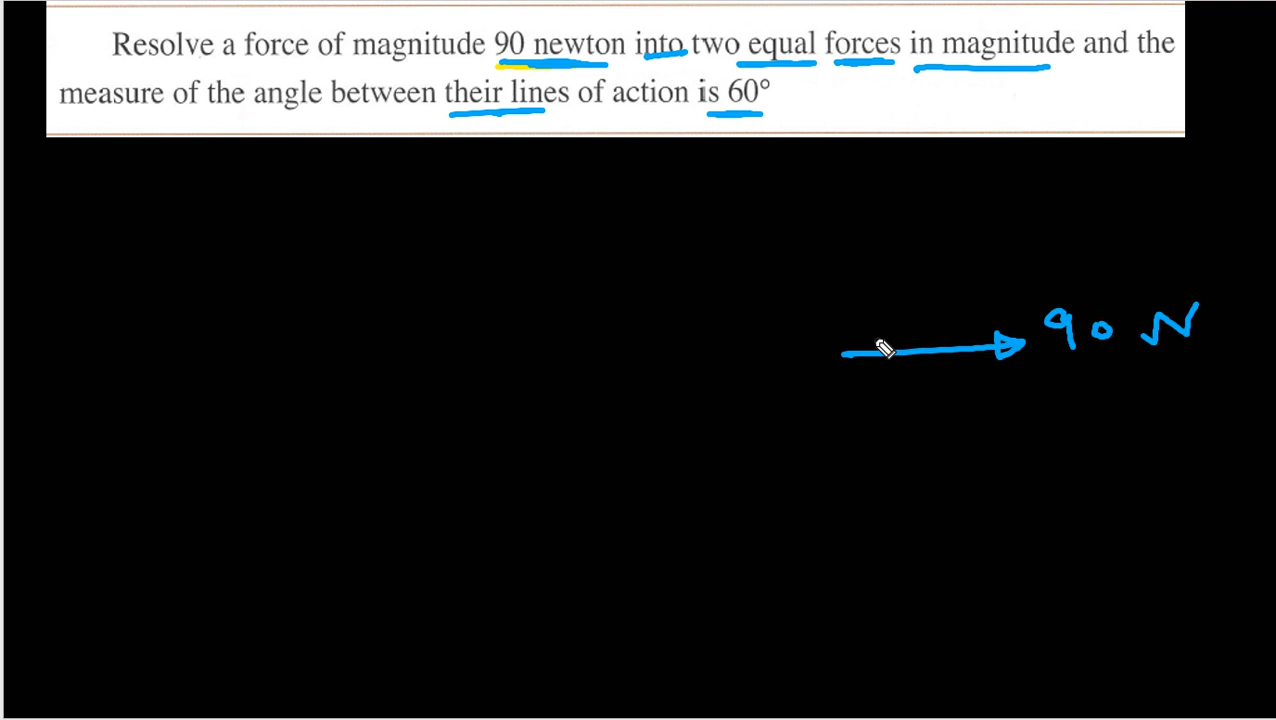 Resolve a force of magnitude 90 newton into two equal forces in magnitude and the
measure of the angle between their lines of action is 60°
90 N